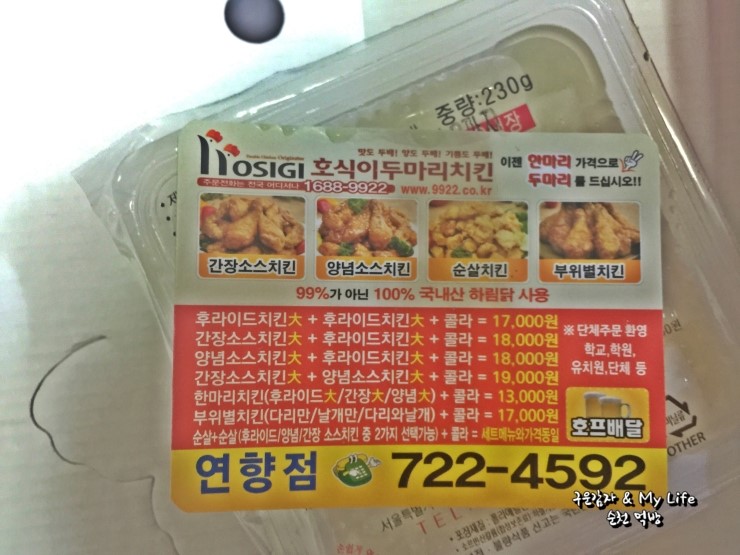 중량:230g
Double Chicken Originator
HOSIGI 호식이두마리치킨
맛도 두배! 양도 두배! 기쁨도 두배!
주문전화는 전국 어디서나 1688-9922 www.9922.co.kr
이젠 한마리 가격으로
두마리를 드십시오!!
간장소스치킨 양념소스치킨 순살치킨 부위별치킨
99%가 아닌 100% 국내산 하림닭 사용
후라이드치킨大 + 후라이드치킨大 + 콜라 = 17,000원
간장소스치킨大 + 후라이드치킨大 + 콜라 = 18,000원
양념소스치킨大 + 후라이드치킨大 + 콜라 = 18,000원
간장소스치킨大 + 양념소스치킨大 + 콜라 = 19,000원
한마리치킨(후라이드大/간장大/양념大) + 콜라 = 13,000원
부위별치킨(다리만/날개만/다리와날개) + 콜라 = 17,000원
순살+순살(후라이드/양념/간장 소스치킨 중 2가지 선택가능) + 콜라 = 세트메뉴와가격동일
※ 단체주문 환영
학교,학원,
유치원,단체 등
호프배달
연향점 722-4592
OTHER
서울특별
TEL
구운감자 & My Life
순천 먹방